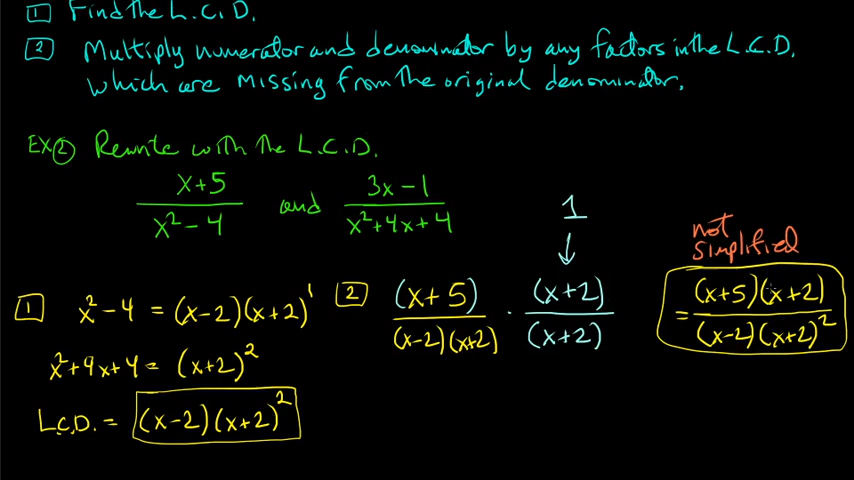 1 Find the L.C.D.
2 Multiply numerator and denominator by any factors in the L.C.D.
which are missing from the original denominator.
EX 2 Rewrite with the L.C.D.
(x+5)/(x²-4) and (3x-1)/(x²+4x+4)
1
not
simplified
1 x²-4 = (x-2)(x+2)¹
x²+4x+4 = (x+2)²
L.C.D. = (x-2)(x+2)²
2 (x+5)/((x-2)(x+2)) · (x+2)/(x+2) = ((x+5)(x+2))/((x-2)(x+2)²)